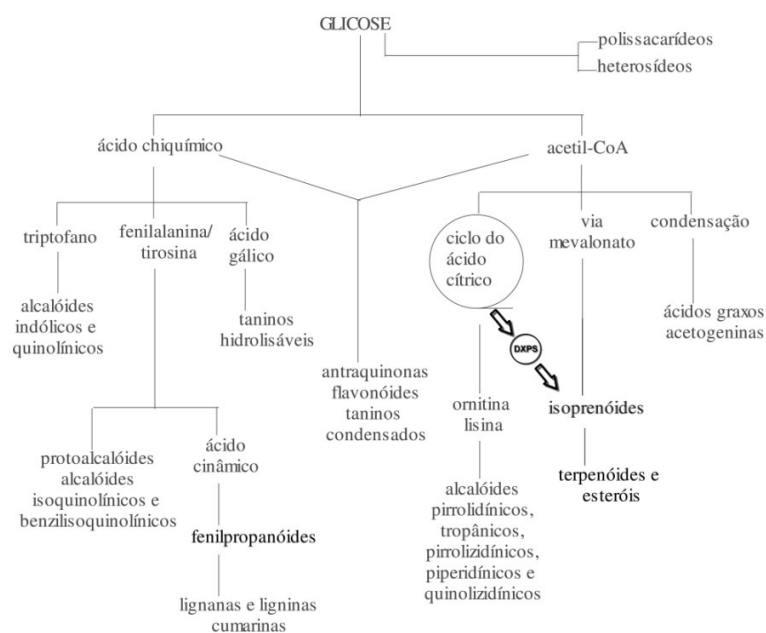 GLICOSE
polissacarídeos
heterosídeos
ácido chiquímico
acetil-CoA
triptofano
fenilalanina/
tirosina
ácido
gálico
ciclo do
ácido
cítrico
via
mevalonato
condensação
alcalóides
indólicos e
quinolínicos
taninos
hidrolisáveis
antraquinonas
flavonóides
taninos
condensados
DXPS
ácidos graxos
acetogeninas
ornitina
lisina
isoprenóides
protoalcalóides
alcalóides
isoquinolínicos e
benzilisoquinolínicos
ácido
cinâmico
terpenóides e
esteróis
alcalóides
pirrolidínicos,
tropânicos,
pirrolizidínicos,
piperidínicos e
quinolizidínicos
fenilpropanóides
lignanas e ligninas
cumarinas